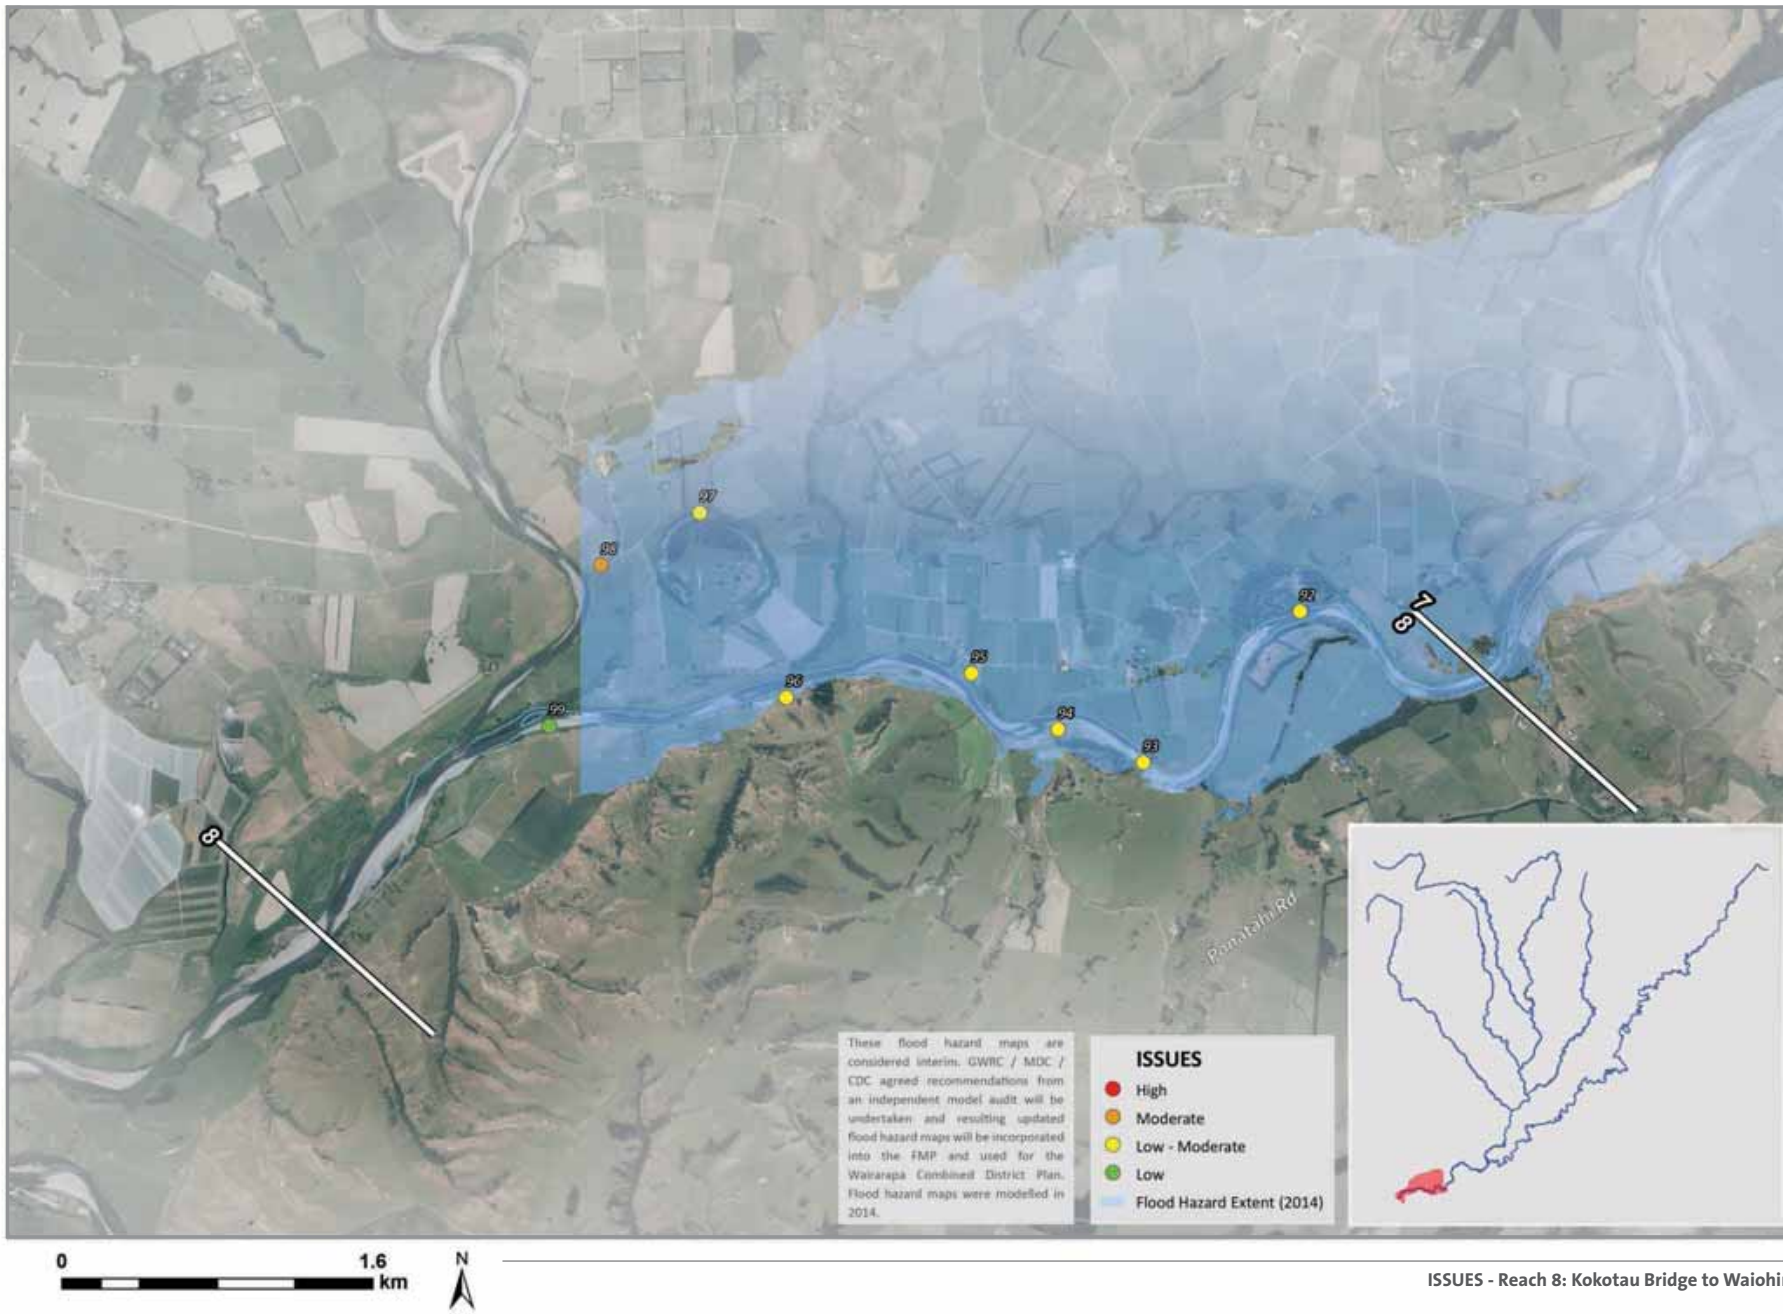 97
98
92
7
8
95
96
99
94
93
8
These flood hazard maps are
considered interim. GWRC / MDC /
CDC agreed recommendations from
an independent model audit will be
undertaken and resulting updated
flood hazard maps will be incorporated
into the FMP and used for the
Wairarapa Combined District Plan.
Flood hazard maps were modelled in
2014.
ISSUES
High
Moderate
Low - Moderate
Low
Flood Hazard Extent (2014)
0 1.6
km
N
ISSUES - Reach 8: Kokotau Bridge to